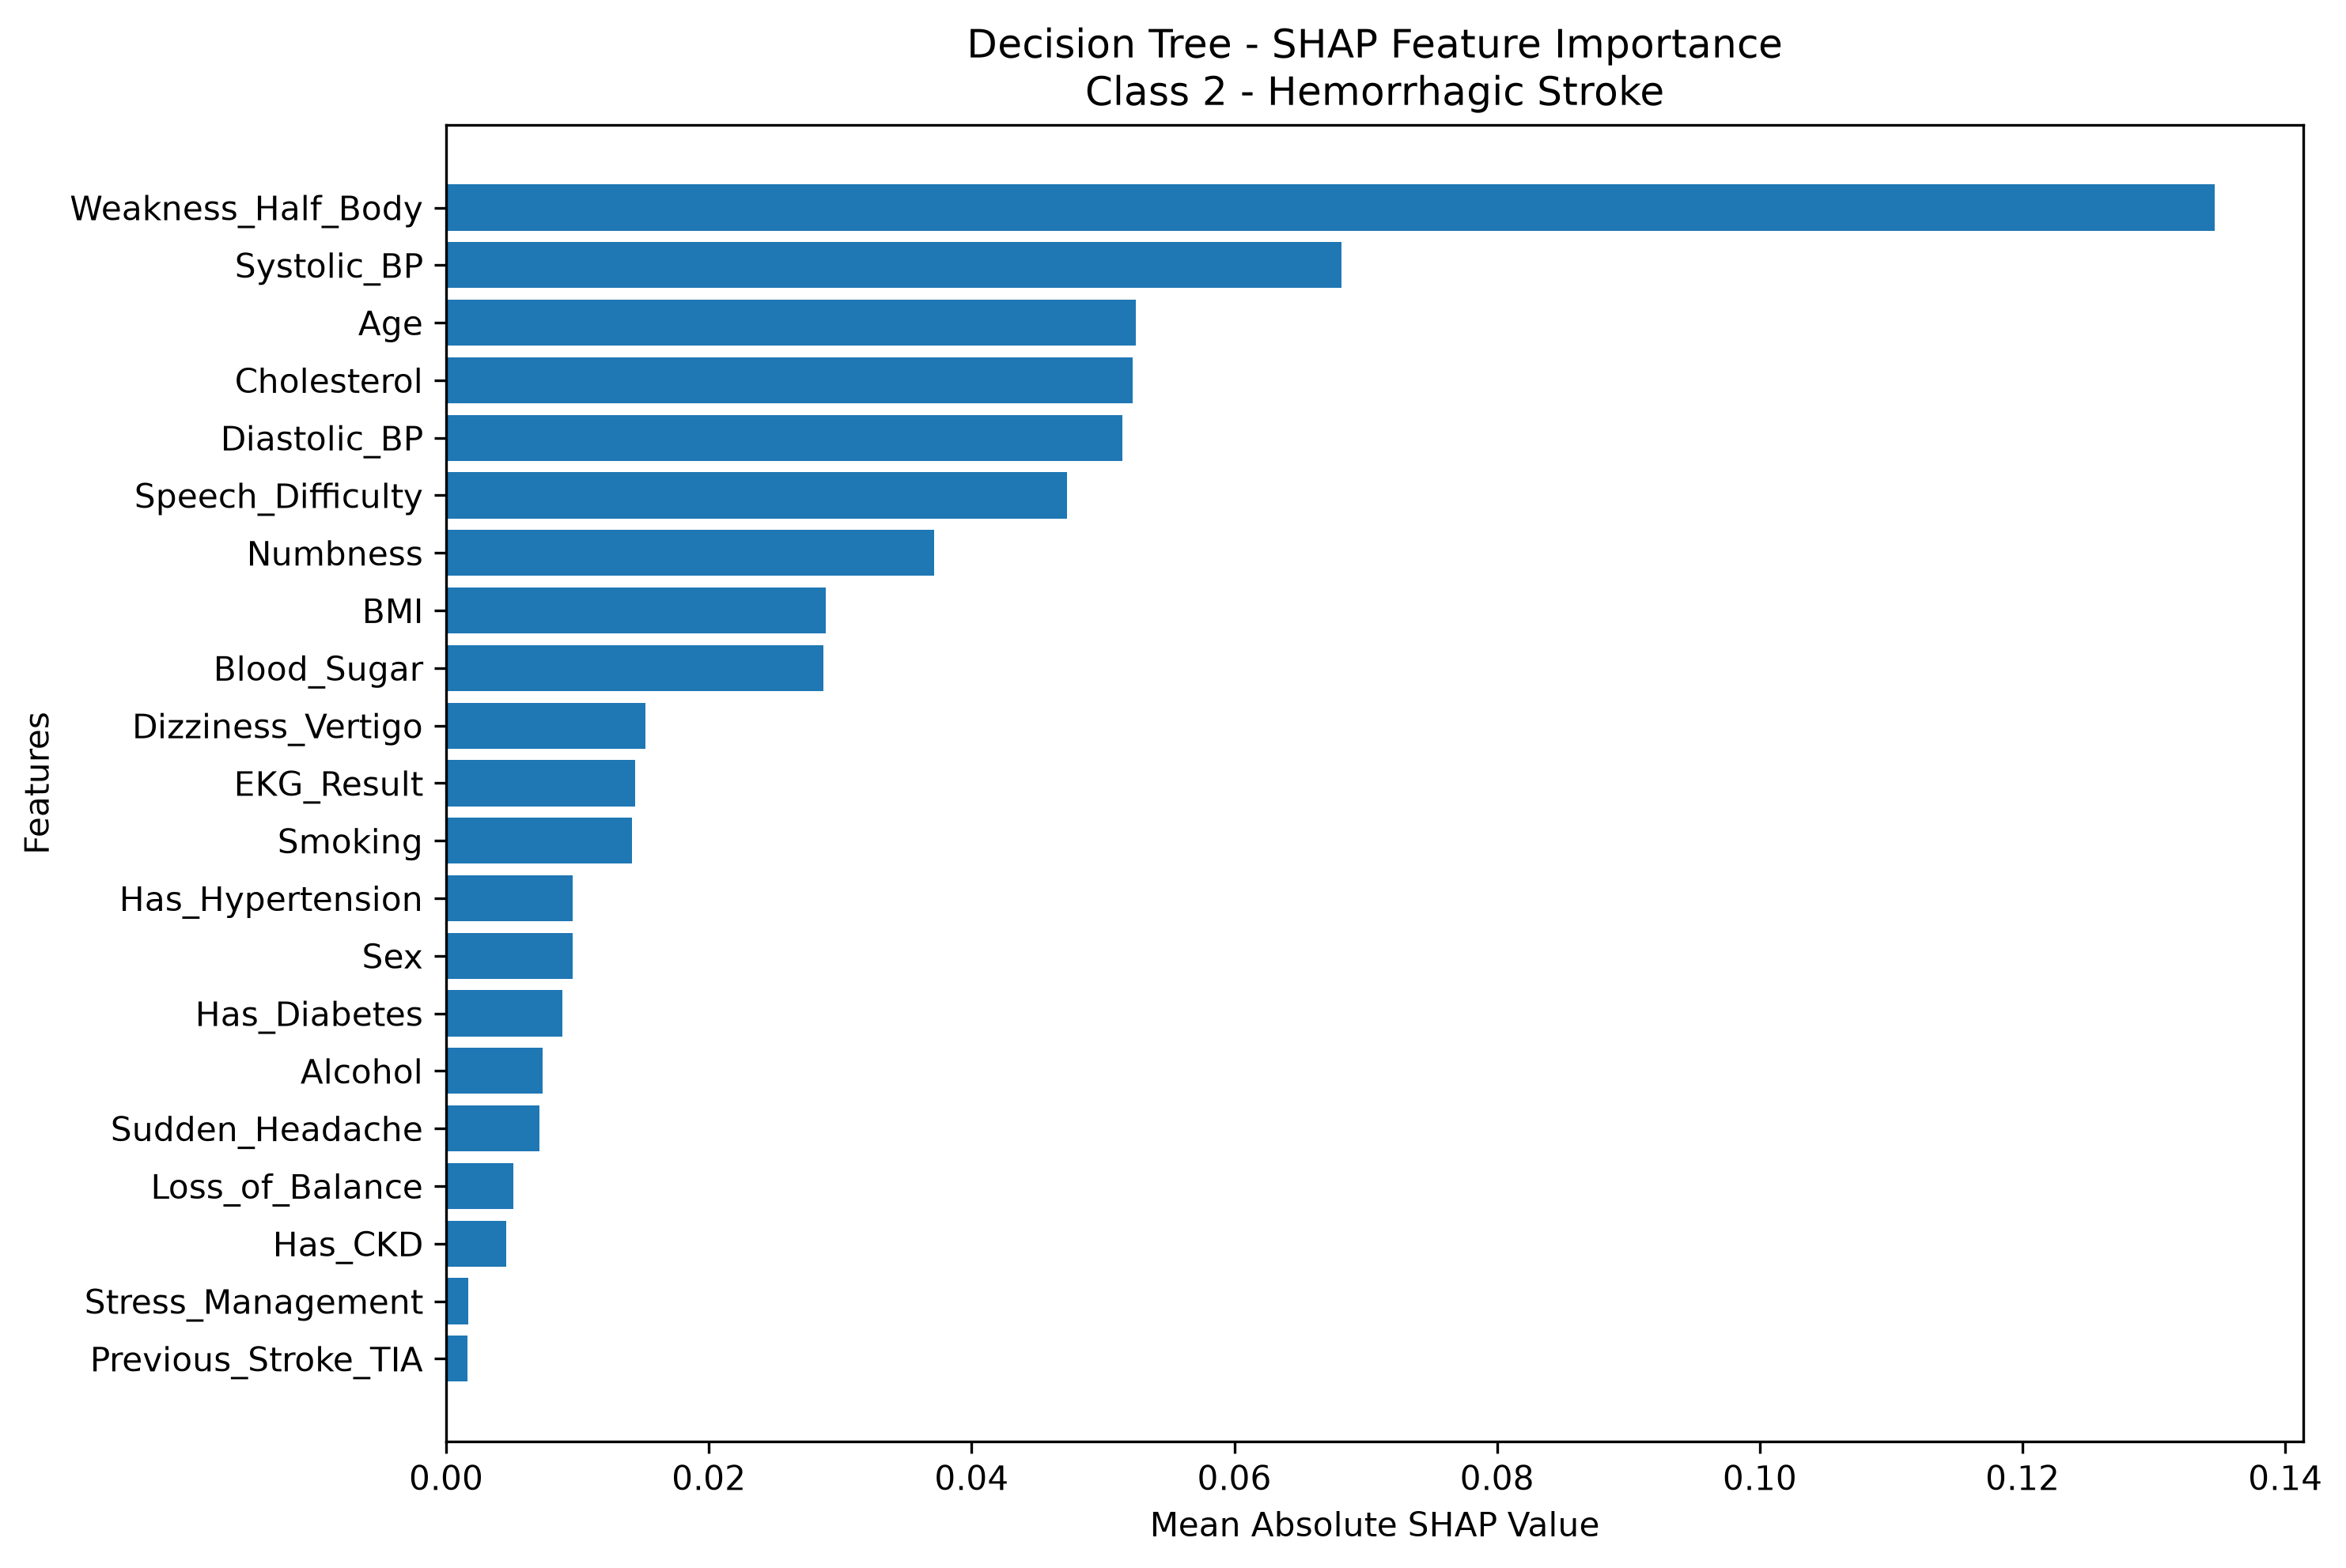 Decision Tree - SHAP Feature Importance
Class 2 - Hemorrhagic Stroke
Features
Weakness_Half_Body
Systolic_BP
Age
Cholesterol
Diastolic_BP
Speech_Difficulty
Numbness
BMI
Blood_Sugar
Dizziness_Vertigo
EKG_Result
Smoking
Has_Hypertension
Sex
Has_Diabetes
Alcohol
Sudden_Headache
Loss_of_Balance
Has_CKD
Stress_Management
Previous_Stroke_TIA
0.00 0.02 0.04 0.06 0.08 0.10 0.12 0.14
Mean Absolute SHAP Value